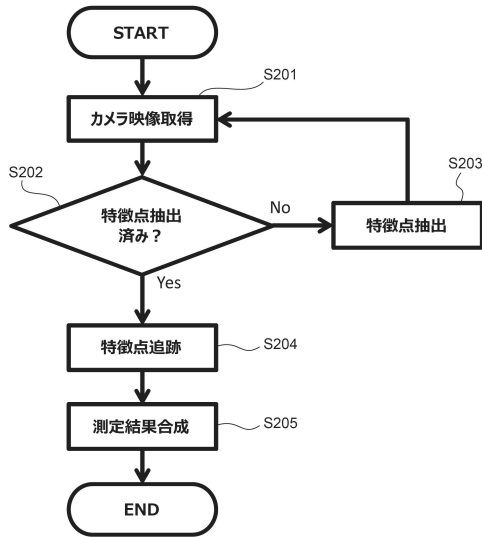 START
S201
カメラ映像取得
S202
特徴点抽出
済み？
No
S203
特徴点抽出
Yes
特徴点追跡
S204
測定結果合成
S205
END